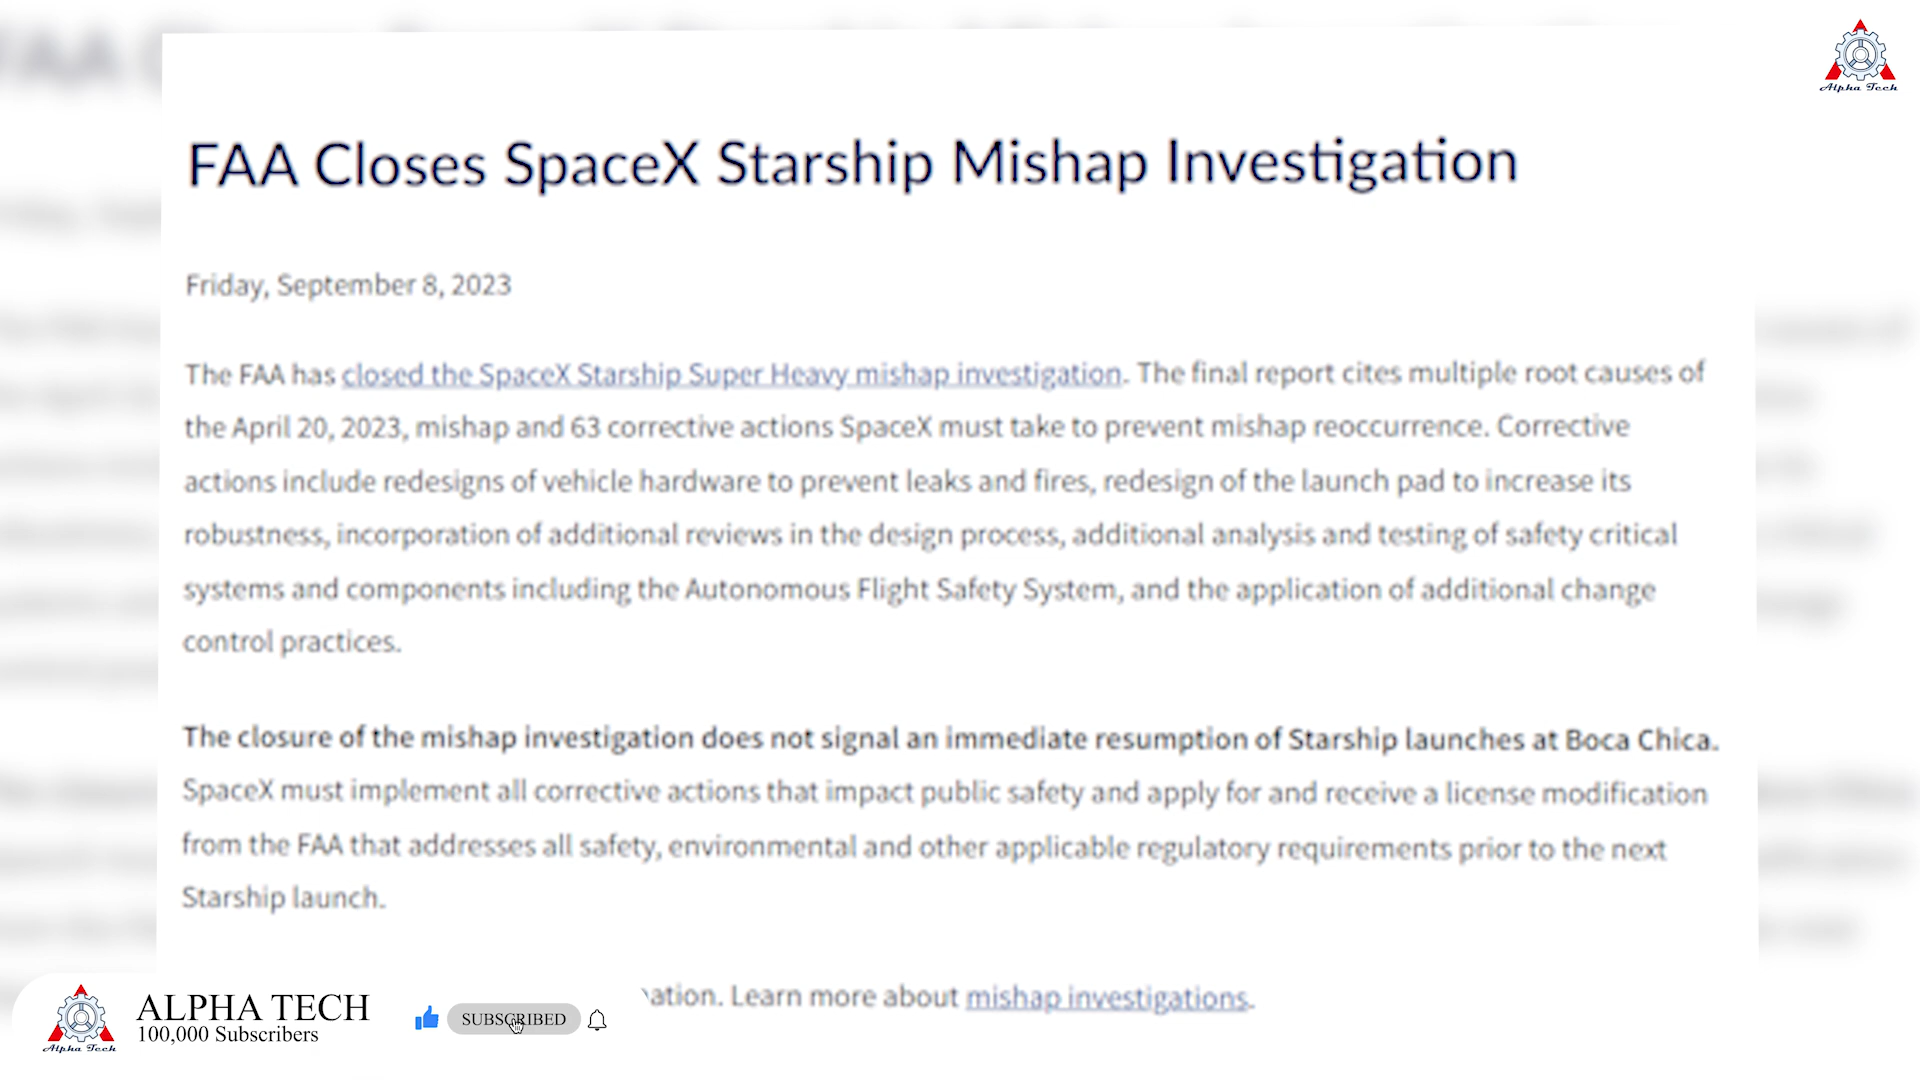 Alpha Tech
FAA Closes SpaceX Starship Mishap Investigation
Friday, September 8, 2023
The FAA has closed the SpaceX Starship Super Heavy mishap investigation. The final report cites multiple root causes of
the April 20, 2023, mishap and 63 corrective actions SpaceX must take to prevent mishap reoccurrence. Corrective
actions include redesigns of vehicle hardware to prevent leaks and fires, redesign of the launch pad to increase its
robustness, incorporation of additional reviews in the design process, additional analysis and testing of safety critical
systems and components including the Autonomous Flight Safety System, and the application of additional change
control practices.
The closure of the mishap investigation does not signal an immediate resumption of Starship launches at Boca Chica.
SpaceX must implement all corrective actions that impact public safety and apply for and receive a license modification
from the FAA that addresses all safety, environmental and other applicable regulatory requirements prior to the next
Starship launch.
ation. Learn more about mishap investigations.
ALPHA TECH
100,000 Subscribers
SUBSCRIBED
Alpha Tech